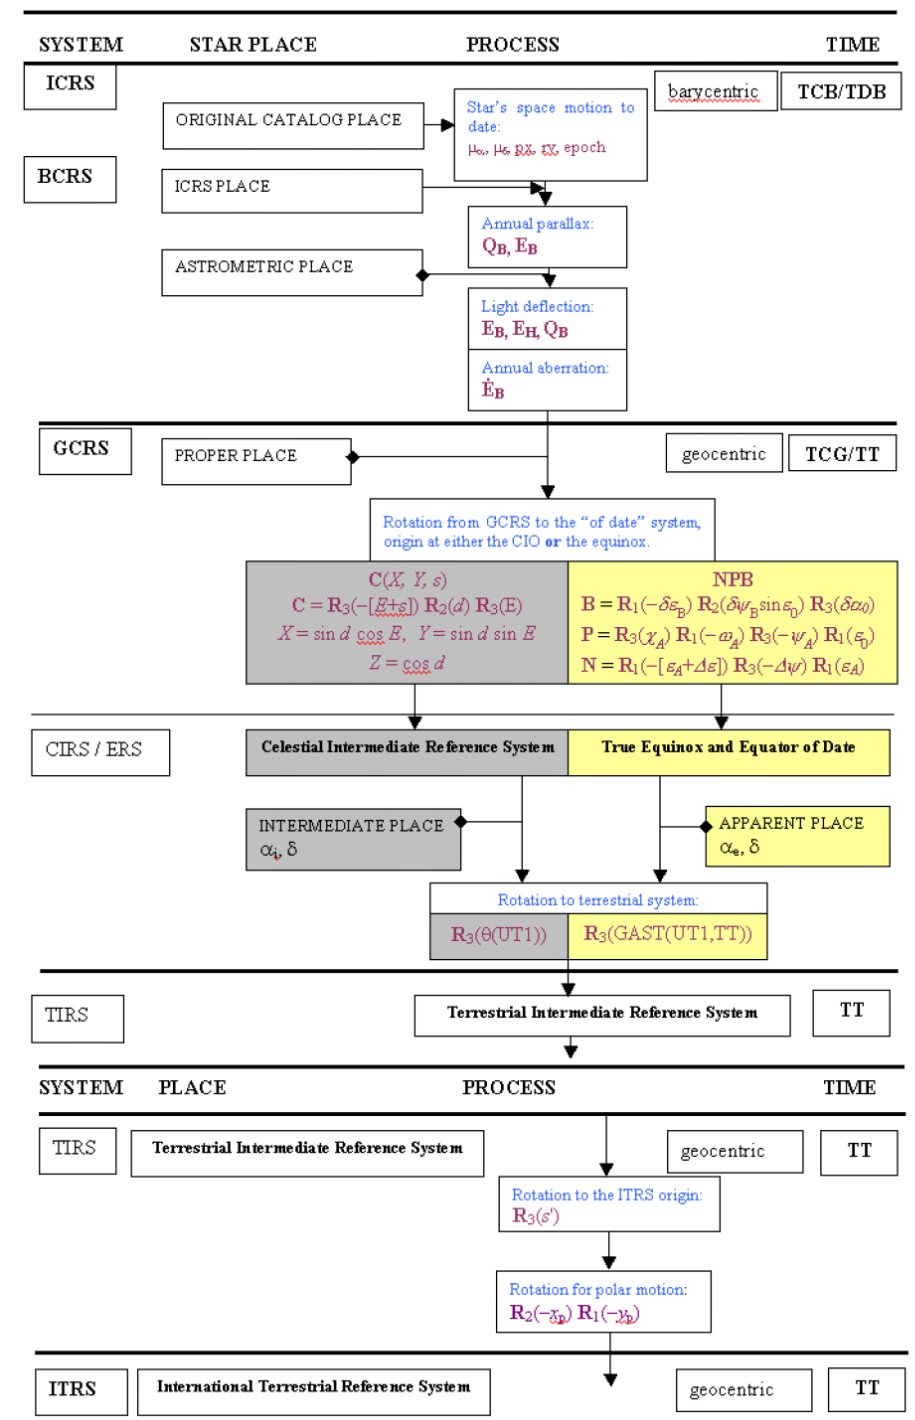 SYSTEM STAR PLACE PROCESS TIME
ICRS
barycentric TCB/TDB
ORIGINAL CATALOG PLACE
Star's space motion to
date:
μα, μδ, px, rv, epoch
BCRS
ICRS PLACE
Annual parallax:
QB, EB
ASTROMETRIC PLACE
Light deflection:
EB, EH, QB
Annual aberration:
ĖB
GCRS
PROPER PLACE
geocentric TCG/TT
Rotation from GCRS to the “of date” system,
origin at either the CIO or the equinox.
C(X, Y, s)
C = R3(−[E+s]) R2(d) R3(E)
X = sin d cos E, Y = sin d sin E
Z = cos d
NPB
B = R1(−δεB) R2(δψB sin ε0) R3(δα0)
P = R3(χA) R1(−ϖA) R3(−ψA) R1(ε0)
N = R1(−[εA+Δε]) R3(−Δψ) R1(εA)
CIRS / ERS
Celestial Intermediate Reference System
True Equinox and Equator of Date
INTERMEDIATE PLACE
αi, δ
APPARENT PLACE
αe, δ
Rotation to terrestrial system:
R3(θ(UT1)) R3(GAST(UT1,TT))
TIRS
Terrestrial Intermediate Reference System
TT
SYSTEM PLACE PROCESS TIME
TIRS
Terrestrial Intermediate Reference System
geocentric TT
Rotation to the ITRS origin:
R3(s')
Rotation for polar motion:
R2(−xp) R1(−yp)
ITRS
International Terrestrial Reference System
geocentric TT